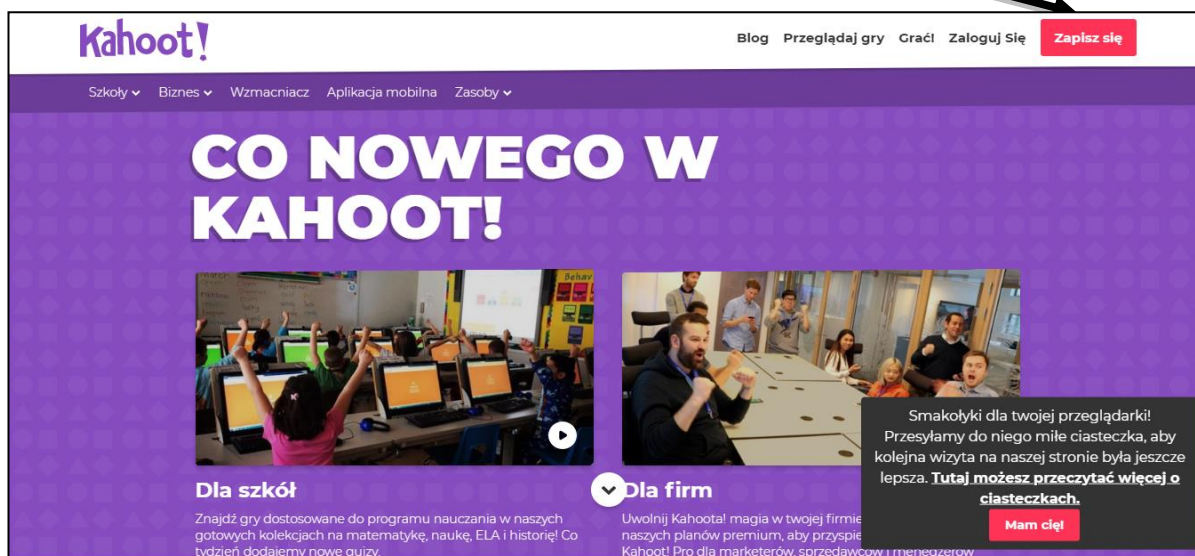 Kahoot!
Blog Przeglądaj gry Grać! Zaloguj Się Zapisz się
Szkoły Biznes Wzmacniacz Aplikacja mobilna Zasoby
CO NOWEGO W
KAHOOT!
Behav
Dla szkół
Znajdź gry dostosowane do programu nauczania w naszych
gotowych kolekcjach na matematykę, naukę, ELA i historię! Co
tydzień dodajemy nowe quizy.
Dla firm
Uwolnij Kahoota! magia w twojej firmie
naszych planów premium, aby przyspie
Kahoot! Pro dla marketerów, sprzedawców i menedżerów
Smakołyki dla twojej przeglądarki!
Przesyłamy do niego miłe ciasteczka, aby
kolejna wizyta na naszej stronie była jeszcze
lepsza. Tutaj możesz przeczytać więcej o
ciasteczkach.
Mam cię!